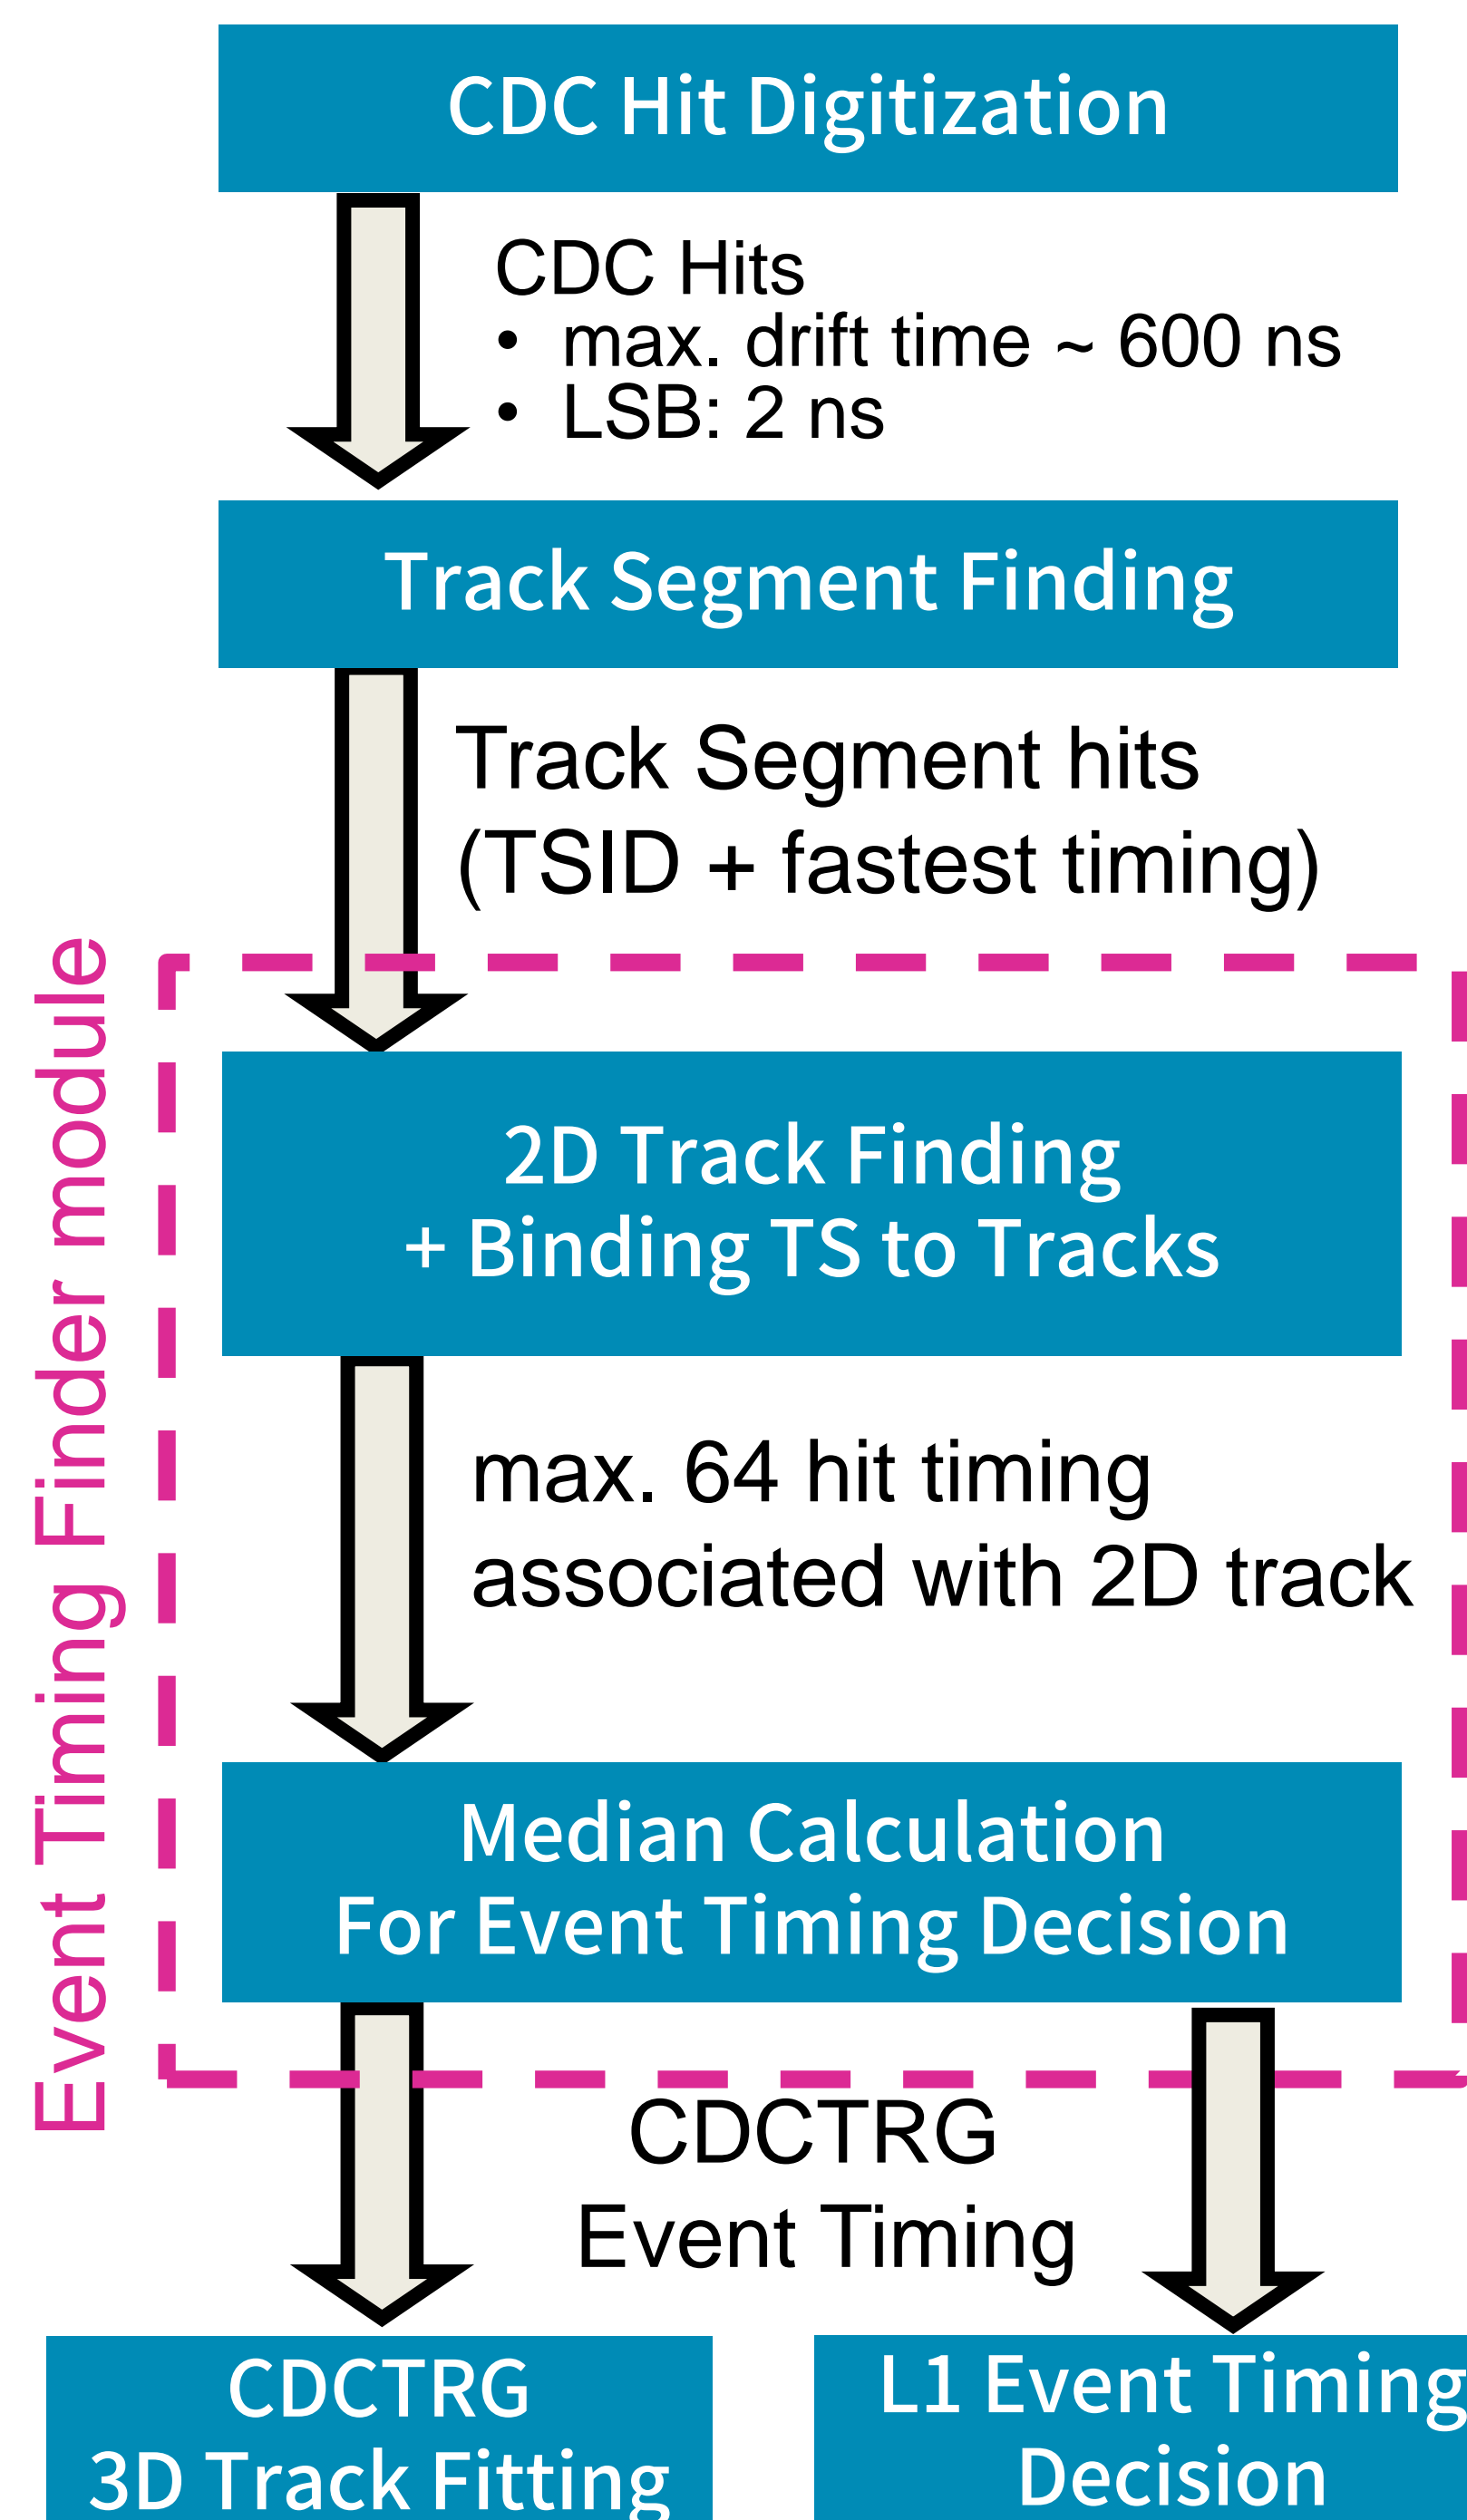 CDC Hit Digitization
CDC Hits
• max. drift time ~ 600 ns
• LSB: 2 ns
Track Segment Finding
Track Segment hits
(TSID + fastest timing)
Event Timing Finder module
2D Track Finding
+ Binding TS to Tracks
max. 64 hit timing
associated with 2D track
Median Calculation
For Event Timing Decision
CDCTRG
Event Timing
CDCTRG
3D Track Fitting
L1 Event Timing
Decision